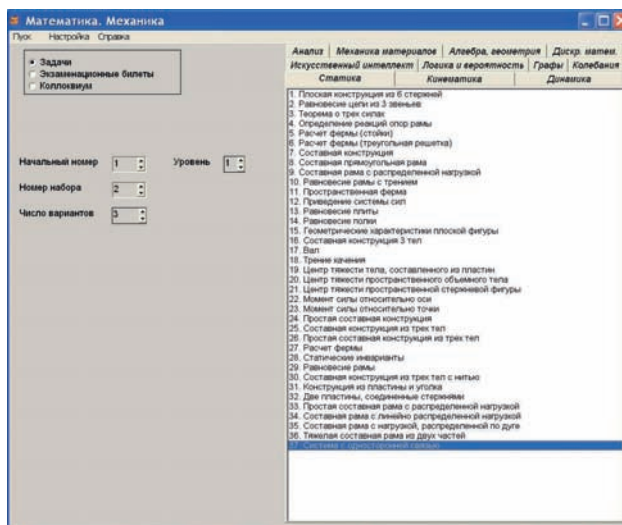 Математика. Механика
Пуск Настройка Справка
Задачи
Экзаменационные билеты
Коллоквиум
Начальный номер 1 Уровень 1
Номер набора 2
Число вариантов 3
Анализ Механика материалов Алгебра, геометрия Дискр. матем.
Искусственный интеллект Логика и вероятность Графы Колебания
Статика Кинематика Динамика
1. Плоская конструкция из 6 стержней
2. Равновесие цепи из 3 звеньев
3. Теорема о трех силах
4. Определение реакций опор рамы
5. Расчет фермы (стойки)
6. Расчет фермы (треугольная решетка)
7. Составная конструкция
8. Составная прямоугольная рама
9. Составная рама с распределенной нагрузкой
10. Равновесие рамы с трением
11. Пространственная ферма
12. Приведение системы сил
13. Равновесие плиты
14. Равновесие полки
15. Геометрические характеристики плоской фигуры
16. Составная конструкция 3 тел
17. Вал
18. Трение качения
19. Центр тяжести тела, составленного из пластин
20. Центр тяжести пространственного объемного тела
21. Центр тяжести пространственной стержневой фигуры
22. Момент силы относительно оси
23. Момент силы относительно точки
24. Простая составная конструкция
25. Составная конструкция из трех тел
26. Простая составная конструкция из трех тел
27. Расчет фермы
28. Статические инварианты
29. Равновесие рамы
30. Составная конструкция из трех тел с нитью
31. Конструкция из пластины и уголка
32. Две пластины, соединенные стержнями
33. Простая составная рама с распределенной нагрузкой
34. Составная рама с линейно распределенной нагрузкой
35. Составная рама с нагрузкой, распределенной по дуге
36. Тяжелая составная рама из двух частей
37. Система с односторонней связью